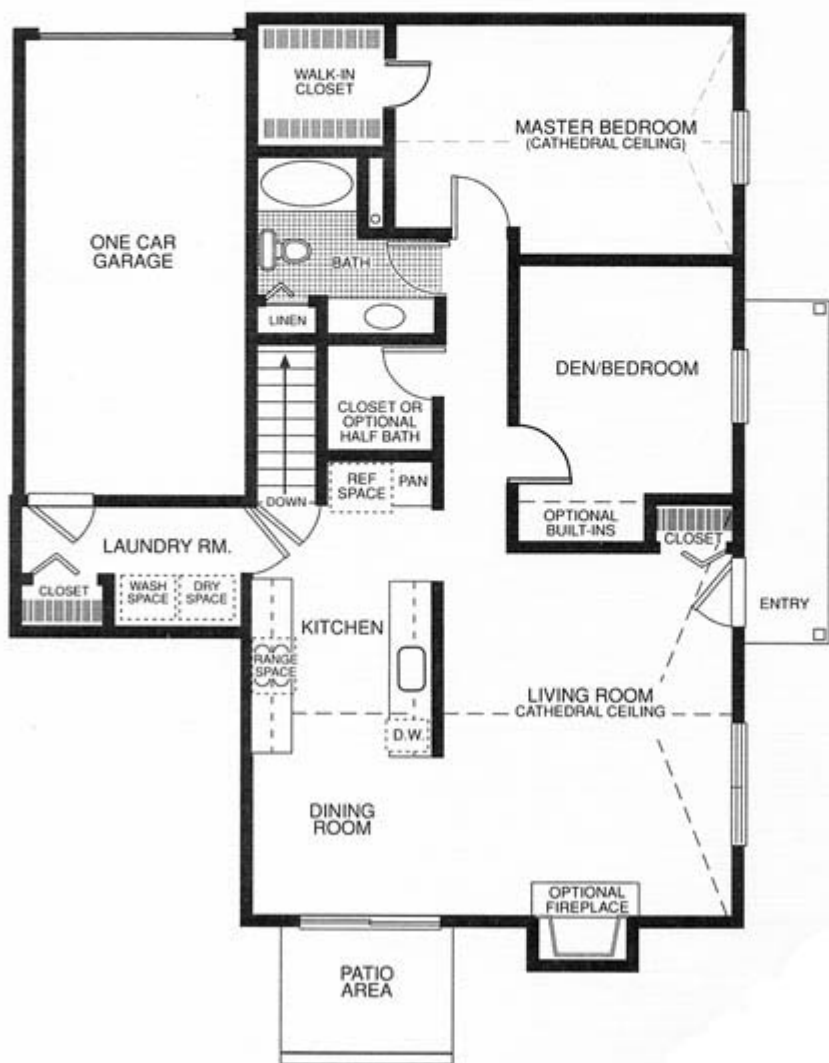 WALK-IN
CLOSET
MASTER BEDROOM
(CATHEDRAL CEILING)
ONE CAR
GARAGE
BATH
LINEN
DEN/BEDROOM
CLOSET OR
OPTIONAL
HALF BATH
REF
SPACE
PAN
DOWN
OPTIONAL
BUILT-INS
CLOSET
LAUNDRY RM.
CLOSET
WASH
SPACE
DRY
SPACE
ENTRY
KITCHEN
RANGE
SPACE
LIVING ROOM
CATHEDRAL CEILING
D.W.
DINING
ROOM
OPTIONAL
FIREPLACE
PATIO
AREA